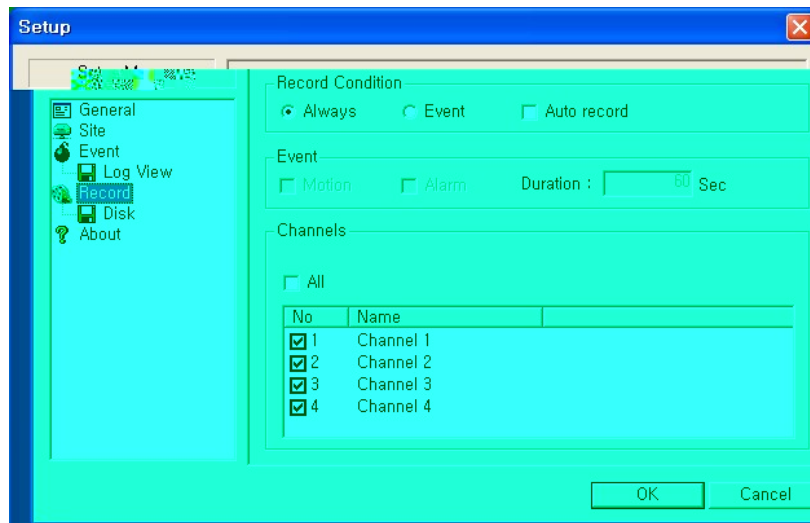 Setup
General
Site
Event
Log View
Record
Disk
About
Record Condition
Always Event Auto record
Event
Motion Alarm Duration : 60 Sec
Channels
All
No Name
1 Channel 1
2 Channel 2
3 Channel 3
4 Channel 4
OK Cancel